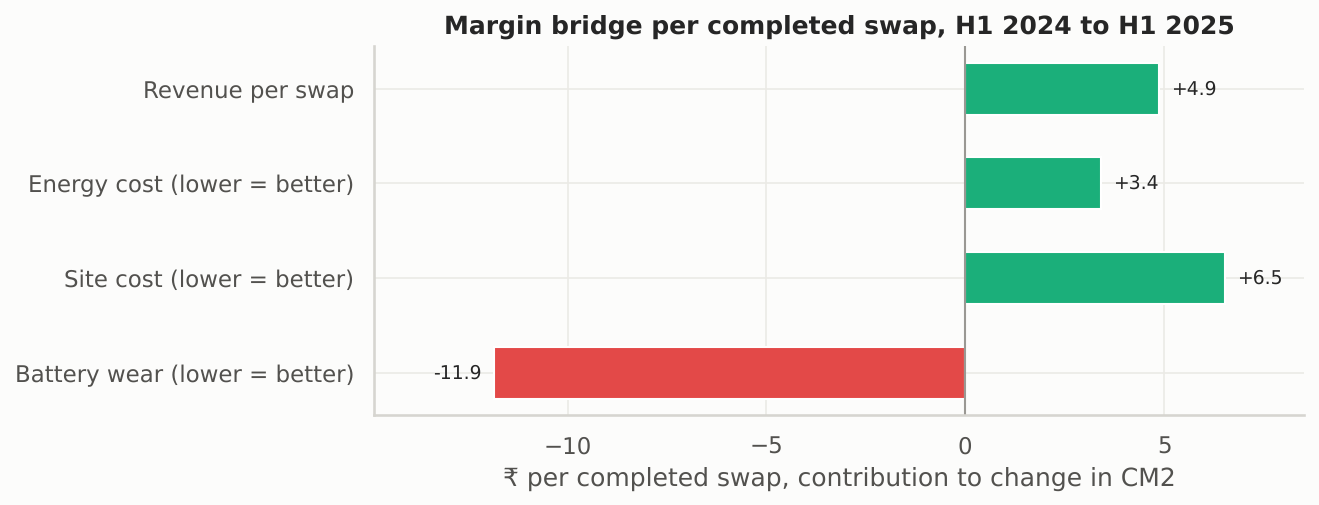 Margin bridge per completed swap, H1 2024 to H1 2025
Revenue per swap
+4.9
Energy cost (lower = better)
+3.4
Site cost (lower = better)
+6.5
Battery wear (lower = better)
-11.9
−10
−5
0
5
₹ per completed swap, contribution to change in CM2